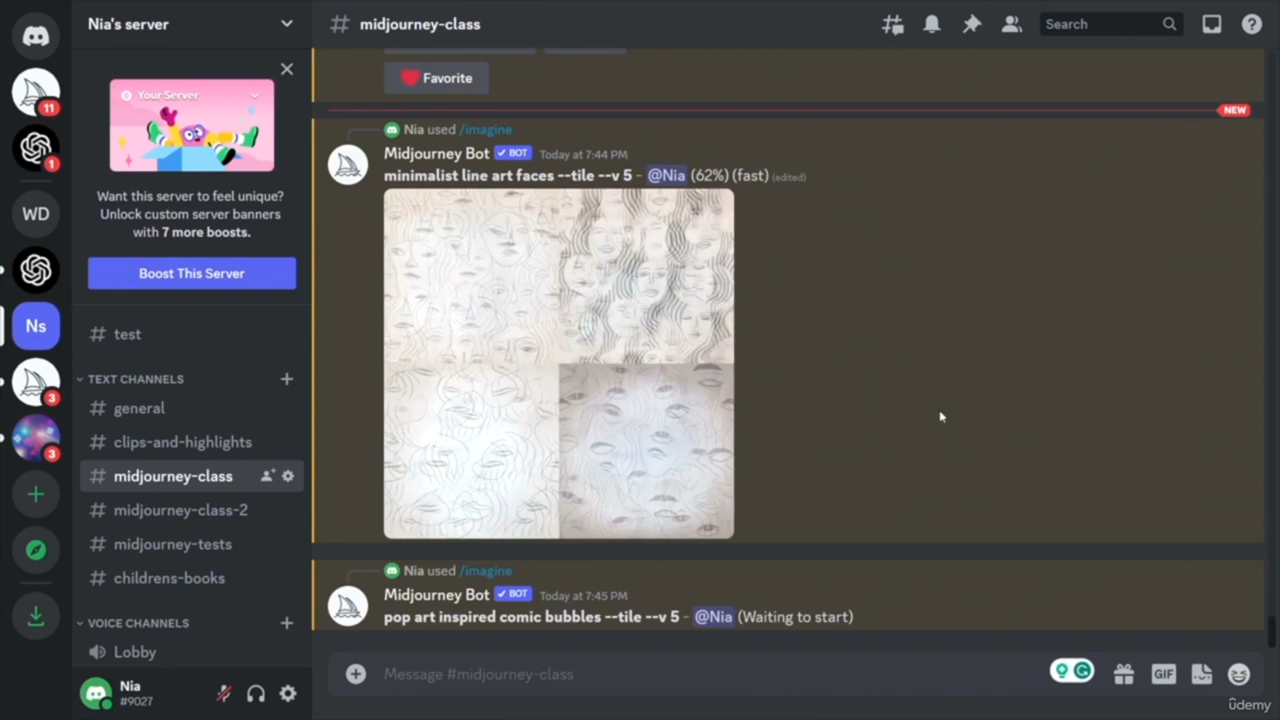 Nia's server
midjourney-class
Search
11
Your Server
Favorite
NEW
1
Nia used /imagine
Midjourney Bot BOT Today at 7:44 PM
minimalist line art faces --tile --v 5 - @Nia (62%) (fast) (edited)
Want this server to feel unique?
Unlock custom server banners
with 7 more boosts.
WD
Boost This Server
Ns
test
TEXT CHANNELS
3
general
clips-and-highlights
3
midjourney-class
midjourney-class-2
midjourney-tests
childrens-books
Nia used /imagine
Midjourney Bot BOT Today at 7:45 PM
pop art inspired comic bubbles --tile --v 5 - @Nia (Waiting to start)
VOICE CHANNELS
Lobby
Message #midjourney-class
GIF
Nia
#9027
ûdemy